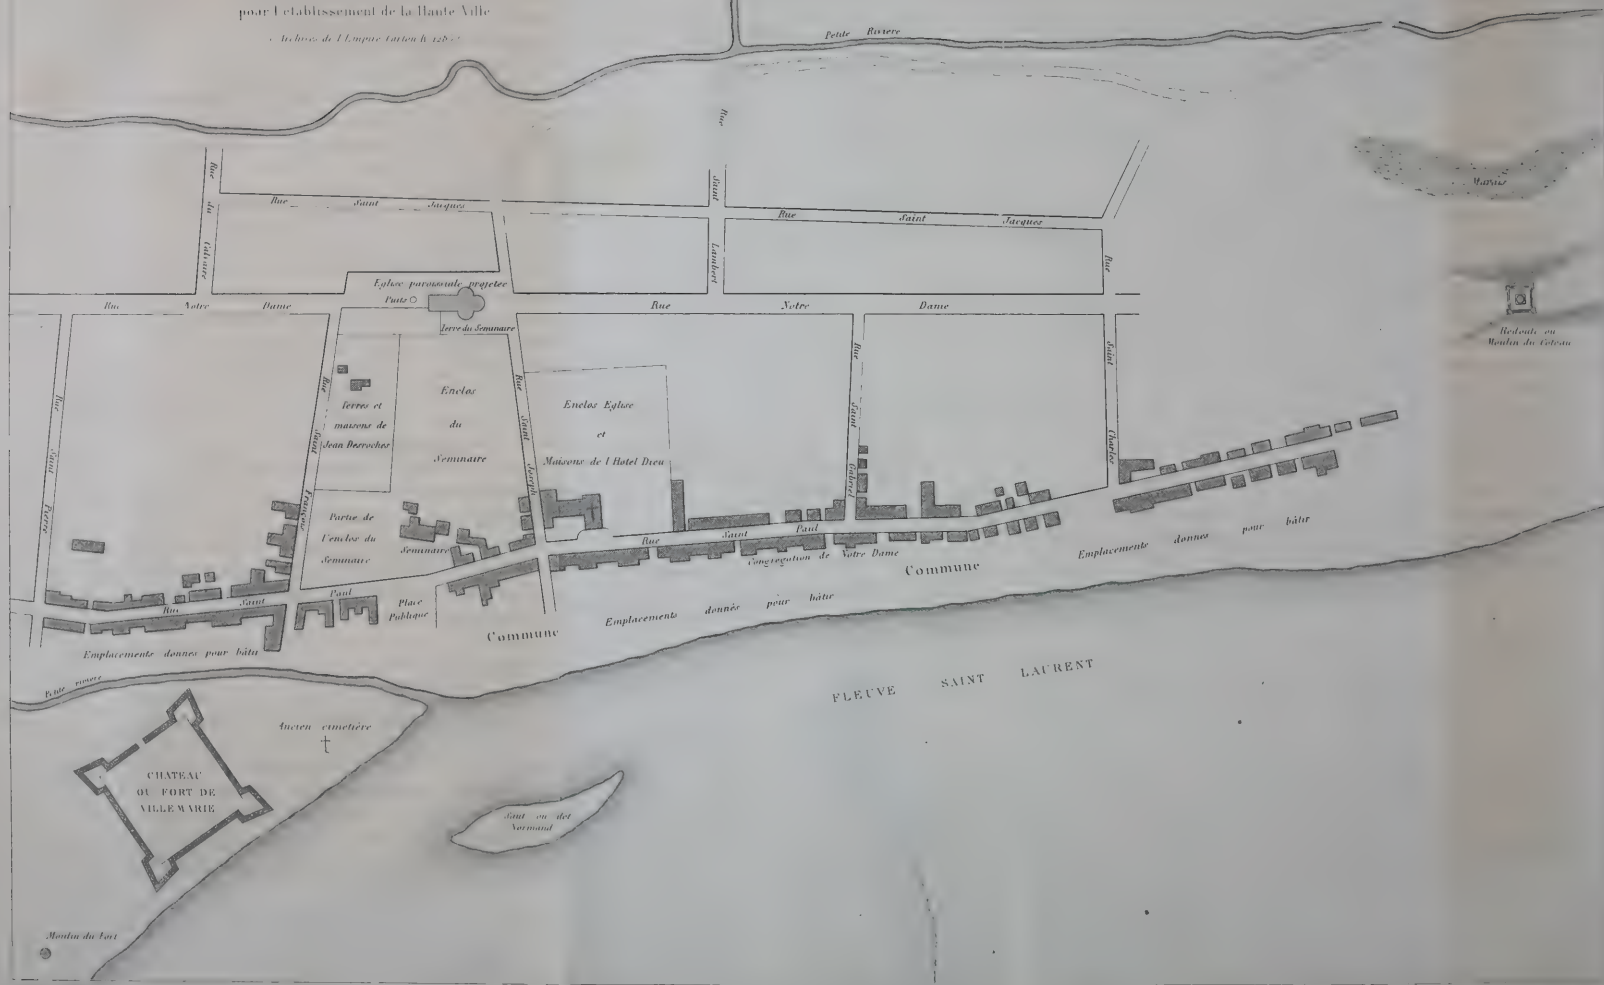 pour l'établissement de la Haute Ville
Petite Rivière
Rue
Saint
Lambert
Rue du Calvaire
Rue Saint Jacques
Rue Saint Jacques
Marais
Rue
Saint
Charles
Eglise paroissiale projetée
Puits
Rue Notre Dame
Rue Notre Dame
Terre du Seminaire
Redoute ou
Moulin du Coteau
Rue Saint Pierre
Rue Saint François
Terres et
maisons de
Jean Desroches
Enclos
du
Seminaire
Rue Saint Joseph
Enclos Eglise
et
Maisons de l'Hotel Dieu
Rue Saint Gabriel
Partie de
l'enclos du
Seminaire
Seminaire
Rue Saint Paul
Rue Saint Paul
Congrégation de Notre Dame
Commune
Emplacements donnés pour bâtir
Place
Publique
Commune
Emplacements donnés pour bâtir
Emplacements donnés pour bâtir
Petite rivière
FLEUVE SAINT LAURENT
Ancien cimetière
CHATEAU
OU FORT DE
VILLEMARIE
Normand
Moulin du Fort